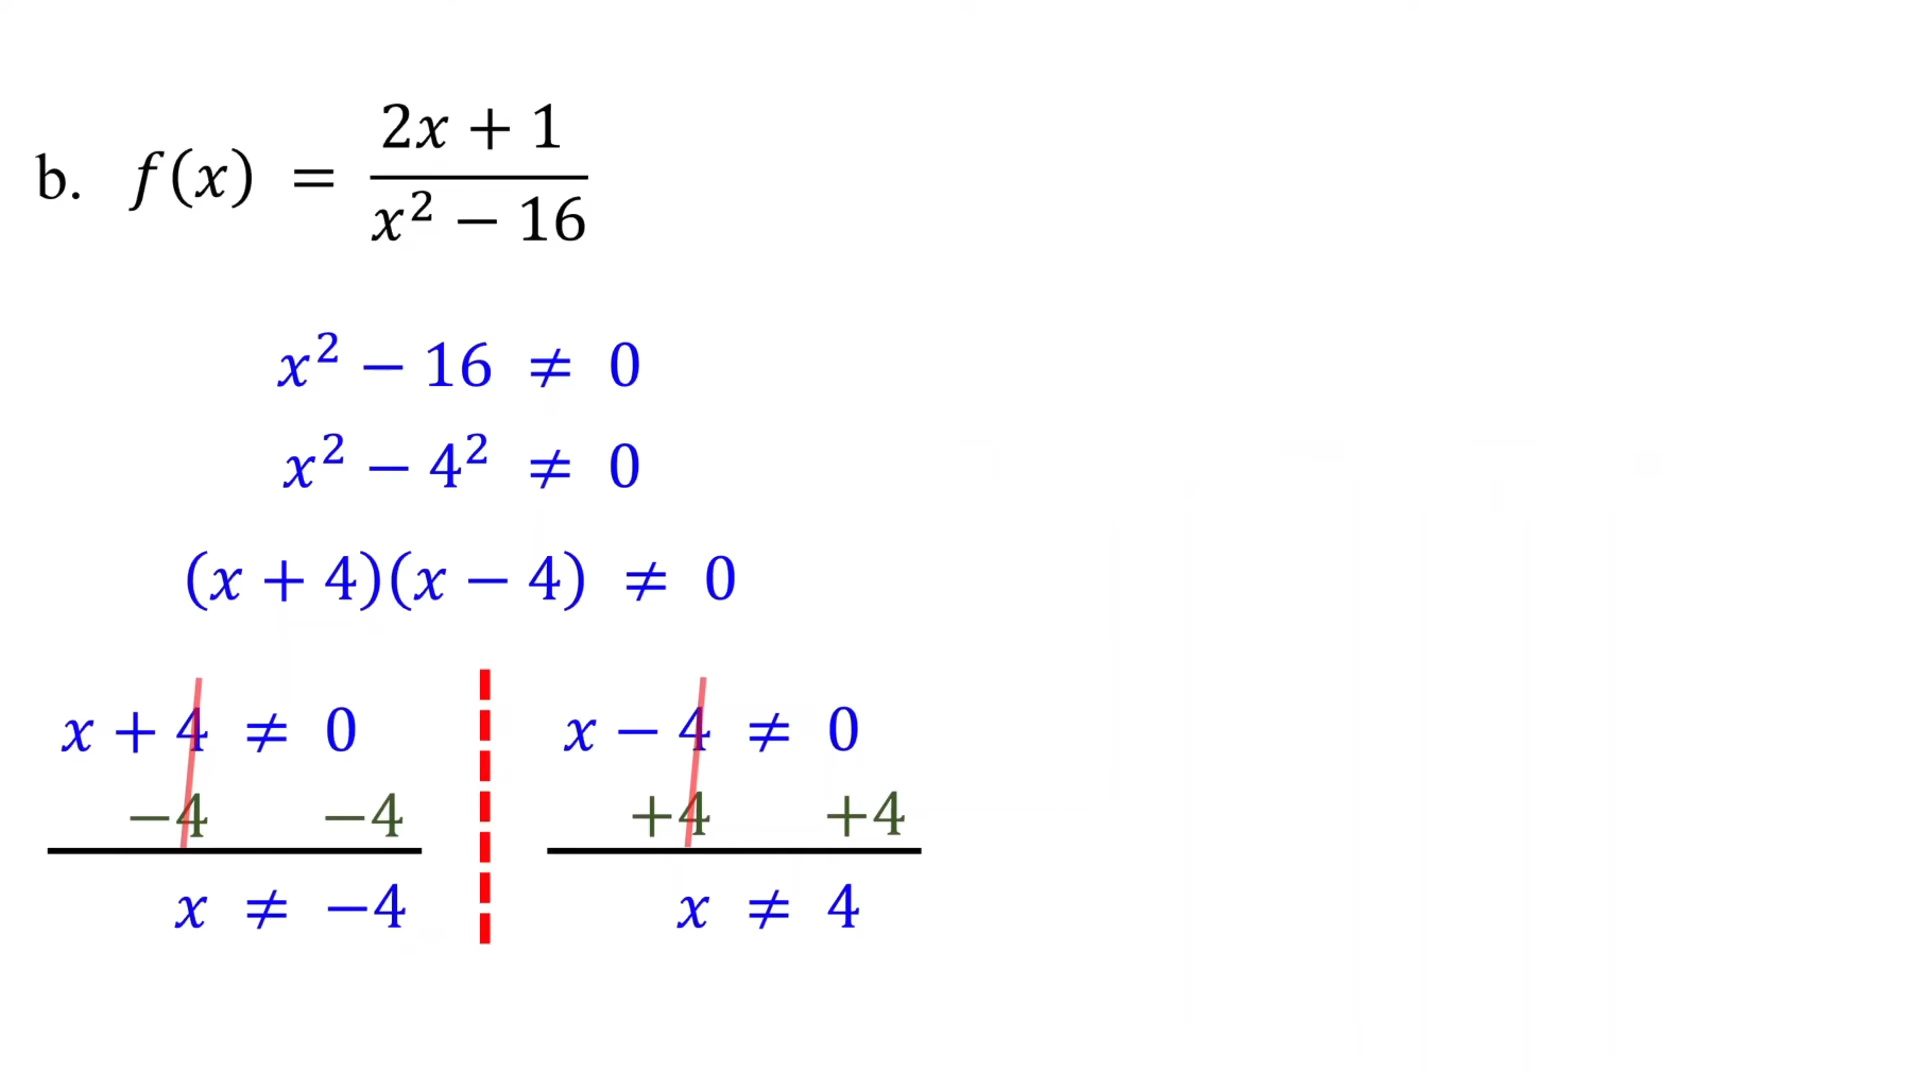 b. f(x) = (2x + 1)/(x² − 16)
x² − 16 ≠ 0
x² − 4² ≠ 0
(x + 4)(x − 4) ≠ 0
x + 4 ≠ 0
−4 −4
x ≠ −4
x − 4 ≠ 0
+4 +4
x ≠ 4